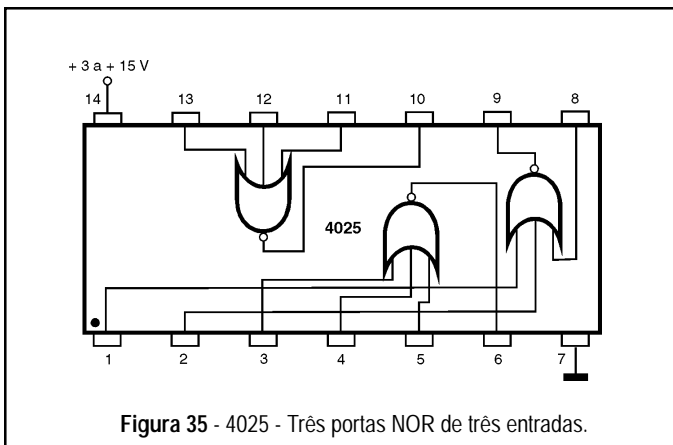 + 3 a + 15 V
14 13 12 11 10 9 8
4025
1 2 3 4 5 6 7
Figura 35 - 4025 - Três portas NOR de três entradas.